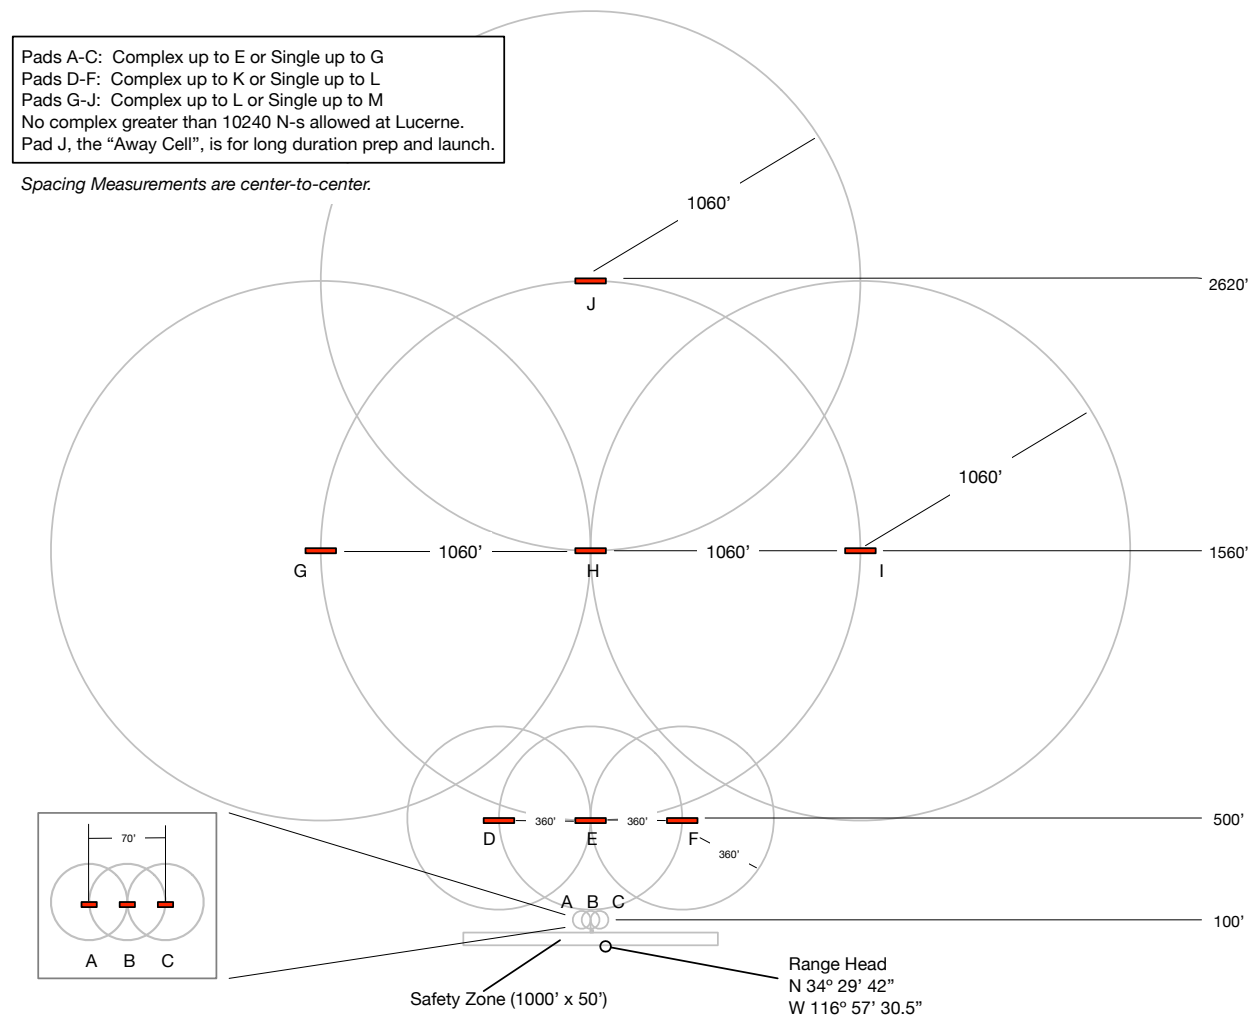 Pads A-C:  Complex up to E or Single up to G
Pads D-F:  Complex up to K or Single up to L
Pads G-J:  Complex up to L or Single up to M
No complex greater than 10240 N-s allowed at Lucerne.
Pad J, the “Away Cell”, is for long duration prep and launch.
Spacing Measurements are center-to-center.
1060’
2620’
J
1060’
1060’
1060’
1560’
G
H
I
360’
360’
500’
D
E
F
360’
70’
A
B
C
100’
A
B
C
Range Head
N 34º 29’ 42”
W 116º 57’ 30.5”
Safety Zone (1000’ x 50’)